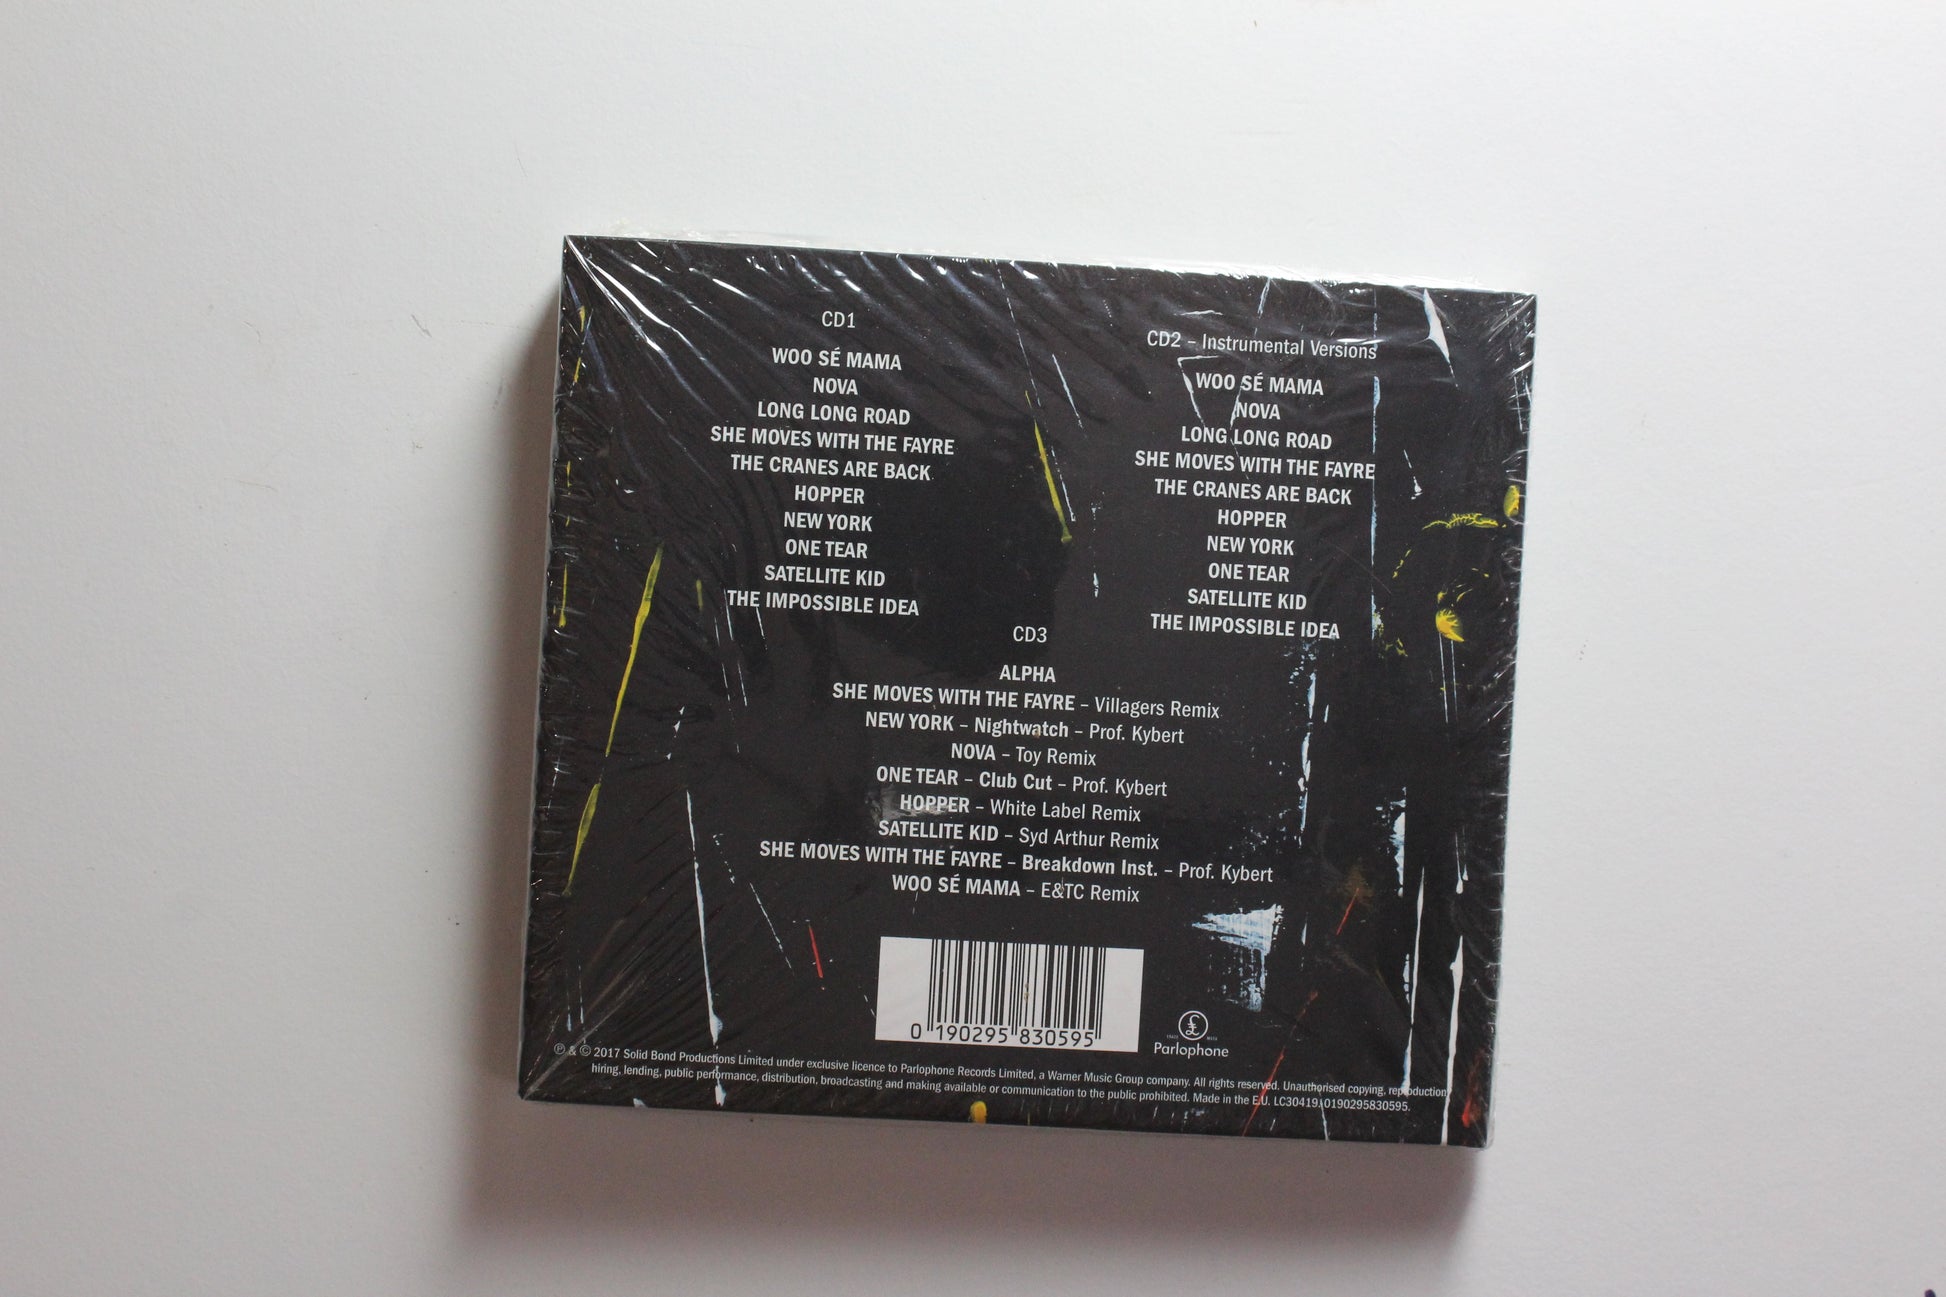 CD1
WOO SÉ MAMA
NOVA
LONG LONG ROAD
SHE MOVES WITH THE FAYRE
THE CRANES ARE BACK
HOPPER
NEW YORK
ONE TEAR
SATELLITE KID
THE IMPOSSIBLE IDEA
CD2 – Instrumental Versions
WOO SÉ MAMA
NOVA
LONG LONG ROAD
SHE MOVES WITH THE FAYRE
THE CRANES ARE BACK
HOPPER
NEW YORK
ONE TEAR
SATELLITE KID
THE IMPOSSIBLE IDEA
CD3
ALPHA
SHE MOVES WITH THE FAYRE – Villagers Remix
NEW YORK – Nightwatch – Prof. Kybert
NOVA – Toy Remix
ONE TEAR – Club Cut – Prof. Kybert
HOPPER – White Label Remix
SATELLITE KID – Syd Arthur Remix
SHE MOVES WITH THE FAYRE – Breakdown Inst. – Prof. Kybert
WOO SÉ MAMA – E&TC Remix
0 190295 830595
£
Parlophone
℗ & © 2017 Solid Bond Productions Limited under exclusive licence to Parlophone Records Limited, a Warner Music Group company. All rights reserved. Unauthorised copying, reproduction,
hiring, lending, public performance, distribution, broadcasting and making available or communication to the public prohibited. Made in the E.U. LC30419. 0190295830595.